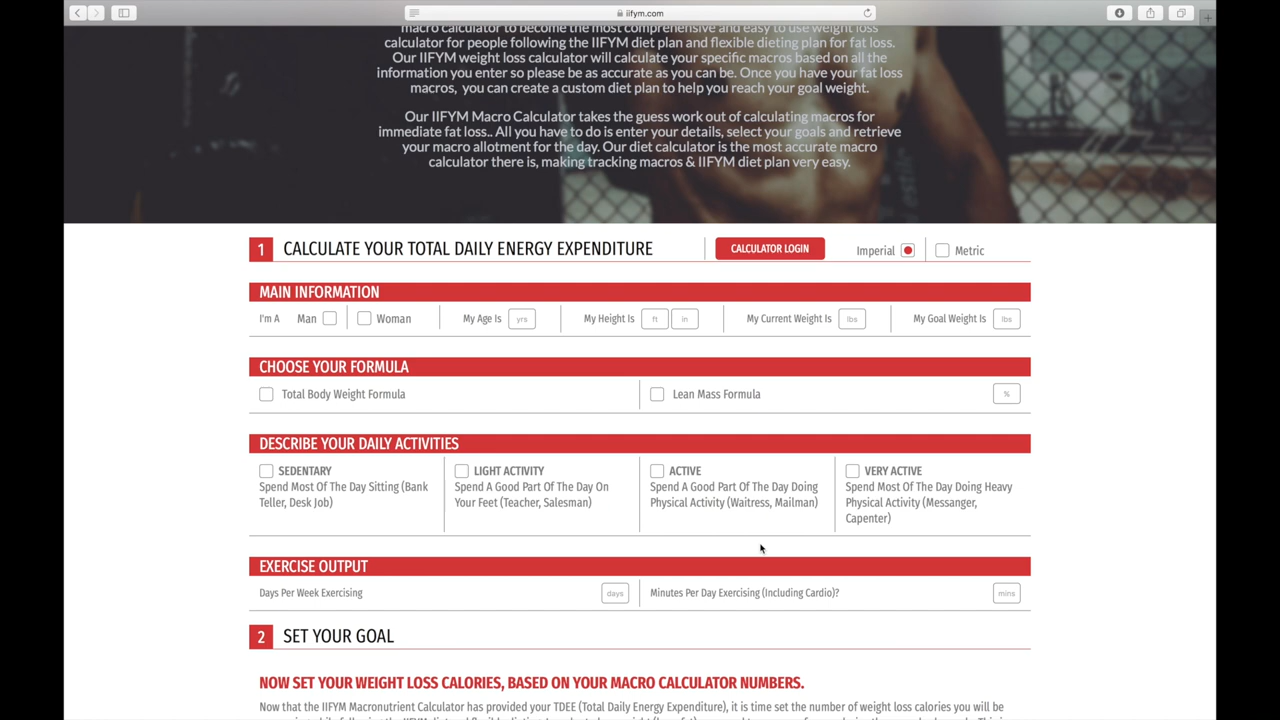 iifym.com
macro calculator to become the most comprehensive and easy to use weight loss
calculator for people following the IIFYM diet plan and flexible dieting plan for fat loss.
Our IIFYM weight loss calculator will calculate your specific macros based on all the
information you enter so please be as accurate as you can be. Once you have your fat loss
macros, you can create a custom diet plan to help you reach your goal weight.
Our IIFYM Macro Calculator takes the guess work out of calculating macros for
immediate fat loss.. All you have to do is enter your details, select your goals and retrieve
your macro allotment for the day. Our diet calculator is the most accurate macro
calculator there is, making tracking macros & IIFYM diet plan very easy.
1 CALCULATE YOUR TOTAL DAILY ENERGY EXPENDITURE CALCULATOR LOGIN Imperial Metric
MAIN INFORMATION
I'm A Man Woman My Age Is yrs My Height Is ft in My Current Weight Is lbs My Goal Weight Is lbs
CHOOSE YOUR FORMULA
Total Body Weight Formula Lean Mass Formula %
DESCRIBE YOUR DAILY ACTIVITIES
SEDENTARY
Spend Most Of The Day Sitting (Bank
Teller, Desk Job)
LIGHT ACTIVITY
Spend A Good Part Of The Day On
Your Feet (Teacher, Salesman)
ACTIVE
Spend A Good Part Of The Day Doing
Physical Activity (Waitress, Mailman)
VERY ACTIVE
Spend Most Of The Day Doing Heavy
Physical Activity (Messanger,
Capenter)
EXERCISE OUTPUT
Days Per Week Exercising days Minutes Per Day Exercising (Including Cardio)? mins
2 SET YOUR GOAL
NOW SET YOUR WEIGHT LOSS CALORIES, BASED ON YOUR MACRO CALCULATOR NUMBERS.
Now that the IIFYM Macronutrient Calculator has provided your TDEE (Total Daily Energy Expenditure), it is time set the number of weight loss calories you will be